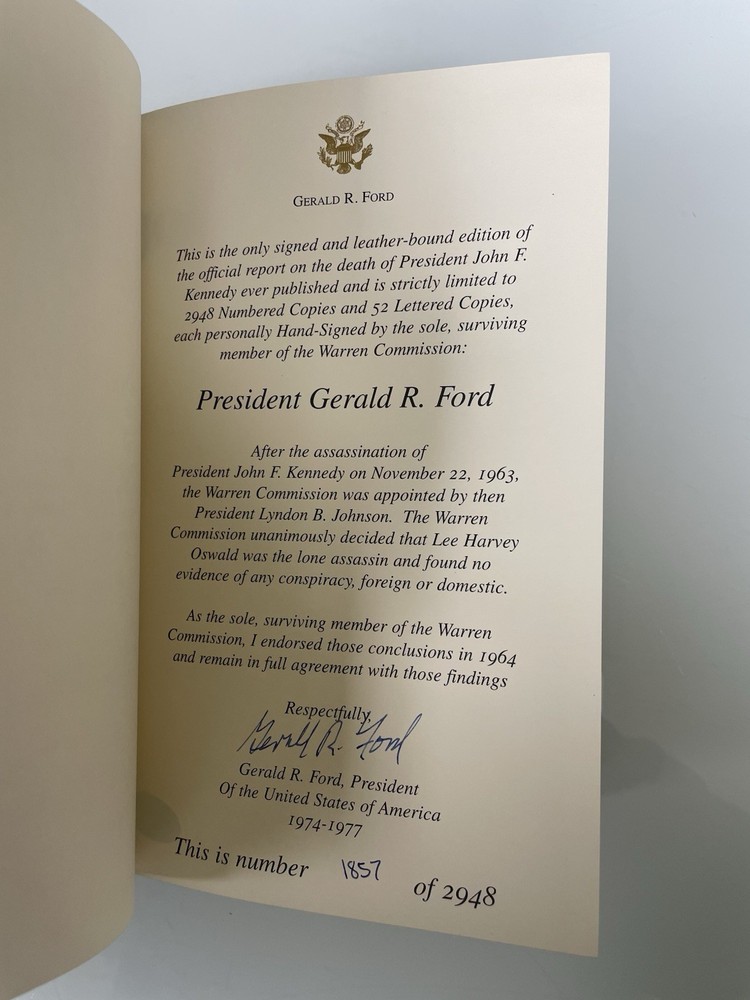 GERALD R. FORD
This is the only signed and leather-bound edition of
the official report on the death of President John F.
Kennedy ever published and is strictly limited to
2948 Numbered Copies and 52 Lettered Copies,
each personally Hand-Signed by the sole, surviving
member of the Warren Commission:
President Gerald R. Ford
After the assassination of
President John F. Kennedy on November 22, 1963,
the Warren Commission was appointed by then
President Lyndon B. Johnson. The Warren
Commission unanimously decided that Lee Harvey
Oswald was the lone assassin and found no
evidence of any conspiracy, foreign or domestic.
As the sole, surviving member of the Warren
Commission, I endorsed those conclusions in 1964
and remain in full agreement with those findings
Respectfully,
Gerald R. Ford
Gerald R. Ford, President
Of the United States of America
1974-1977
This is number 1857 of 2948